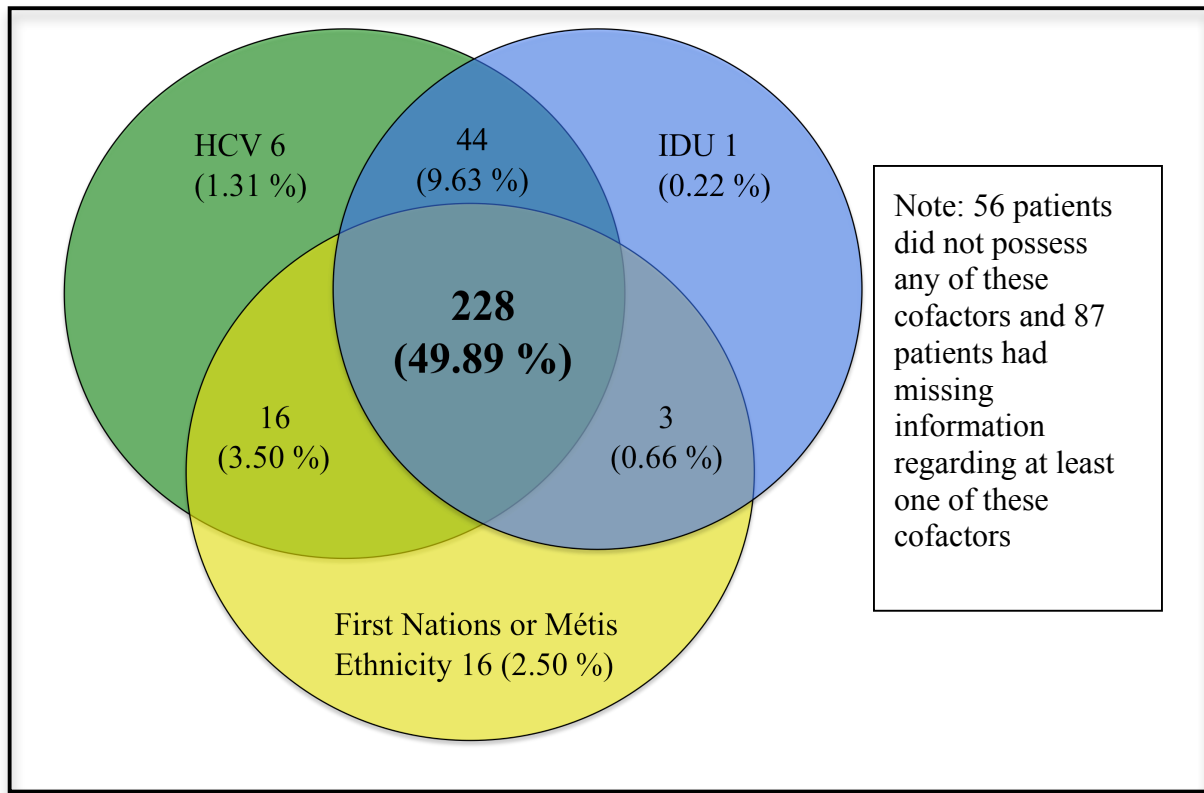 HCV 6
(1.31 %)
44
(9.63 %)
IDU 1
(0.22 %)
228
(49.89 %)
16
(3.50 %)
3
(0.66 %)
First Nations or Métis
Ethnicity 16 (2.50 %)
Note: 56 patients
did not possess
any of these
cofactors and 87
patients had
missing
information
regarding at least
one of these
cofactors